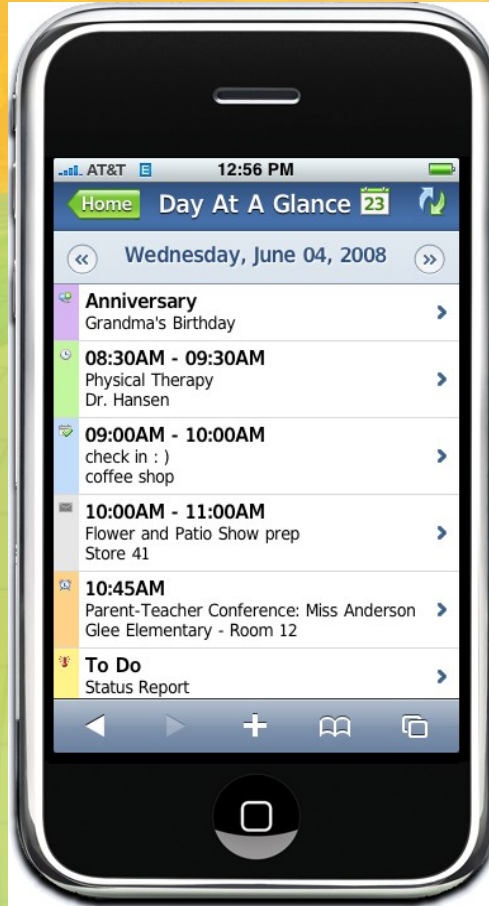 AT&T E 12:56 PM
Home Day At A Glance 23
Wednesday, June 04, 2008
Anniversary
Grandma's Birthday
08:30AM - 09:30AM
Physical Therapy
Dr. Hansen
09:00AM - 10:00AM
check in : )
coffee shop
10:00AM - 11:00AM
Flower and Patio Show prep
Store 41
10:45AM
Parent-Teacher Conference: Miss Anderson
Glee Elementary - Room 12
To Do
Status Report